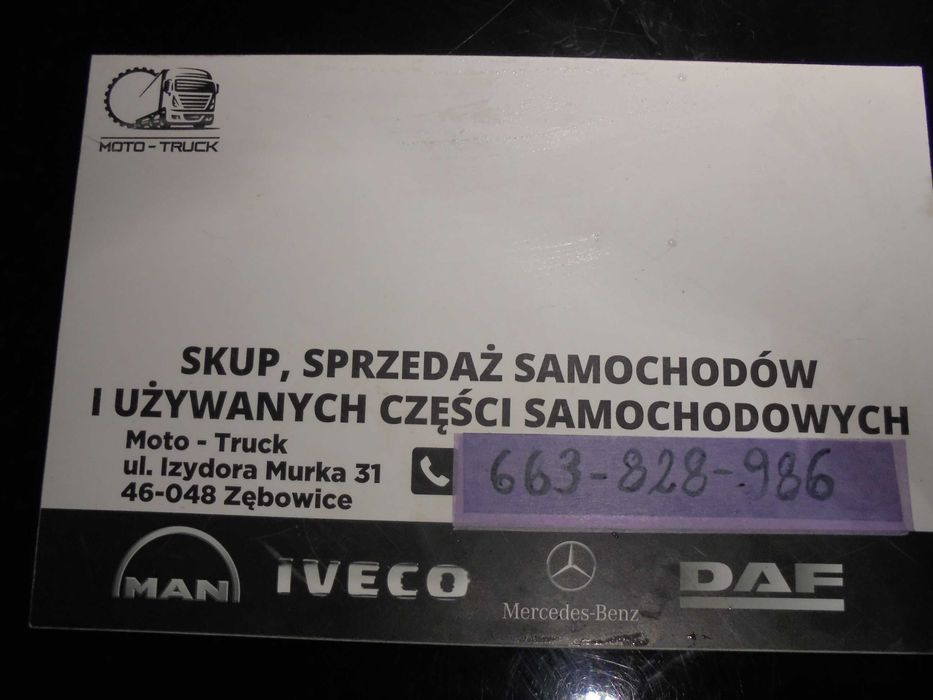 MOTO - TRUCK
SKUP, SPRZEDAŻ SAMOCHODÓW
I UŻYWANYCH CZĘŚCI SAMOCHODOWYCH
Moto - Truck
ul. Izydora Murka 31
46-048 Zębowice
663-828-986
MAN
IVECO
Mercedes-Benz
DAF